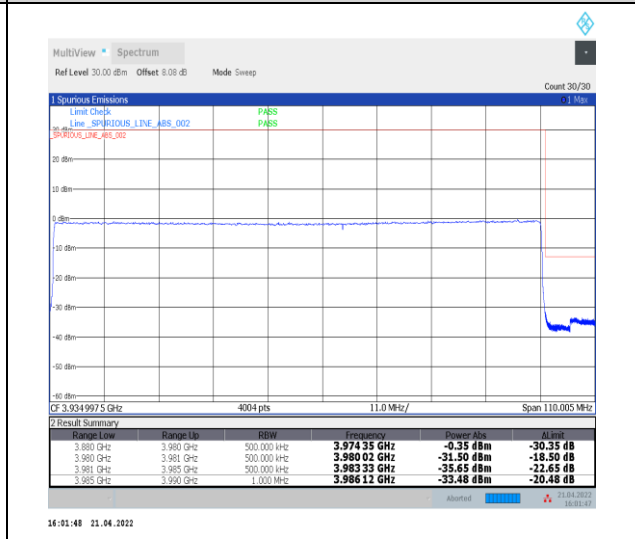 MultiView Spectrum
Ref Level 30.00 dBm Offset 8.08 dB Mode Sweep
Count 30/30
1 Spurious Emissions 1 Max
Limit Check PASS
Line _SPURIOUS_LINE_ABS_002 PASS
_SPURIOUS_LINE_ABS_002
20 dBm
10 dBm
0 dBm
-10 dBm
-20 dBm
-30 dBm
-40 dBm
-50 dBm
-60 dBm
CF 3.9349975 GHz 4004 pts 11.0 MHz/ Span 110.005 MHz
2 Result Summary
Range Low Range Up RBW Frequency Power Abs ΔLimit
3.880 GHz 3.980 GHz 500.000 kHz 3.974 35 GHz -0.35 dBm -30.35 dB
3.980 GHz 3.981 GHz 500.000 kHz 3.980 02 GHz -31.50 dBm -18.50 dB
3.981 GHz 3.985 GHz 500.000 kHz 3.983 33 GHz -35.65 dBm -22.65 dB
3.985 GHz 3.990 GHz 1.000 MHz 3.986 12 GHz -33.48 dBm -20.48 dB
Aborted 21.04.2022
16:01:47
16:01:48 21.04.2022